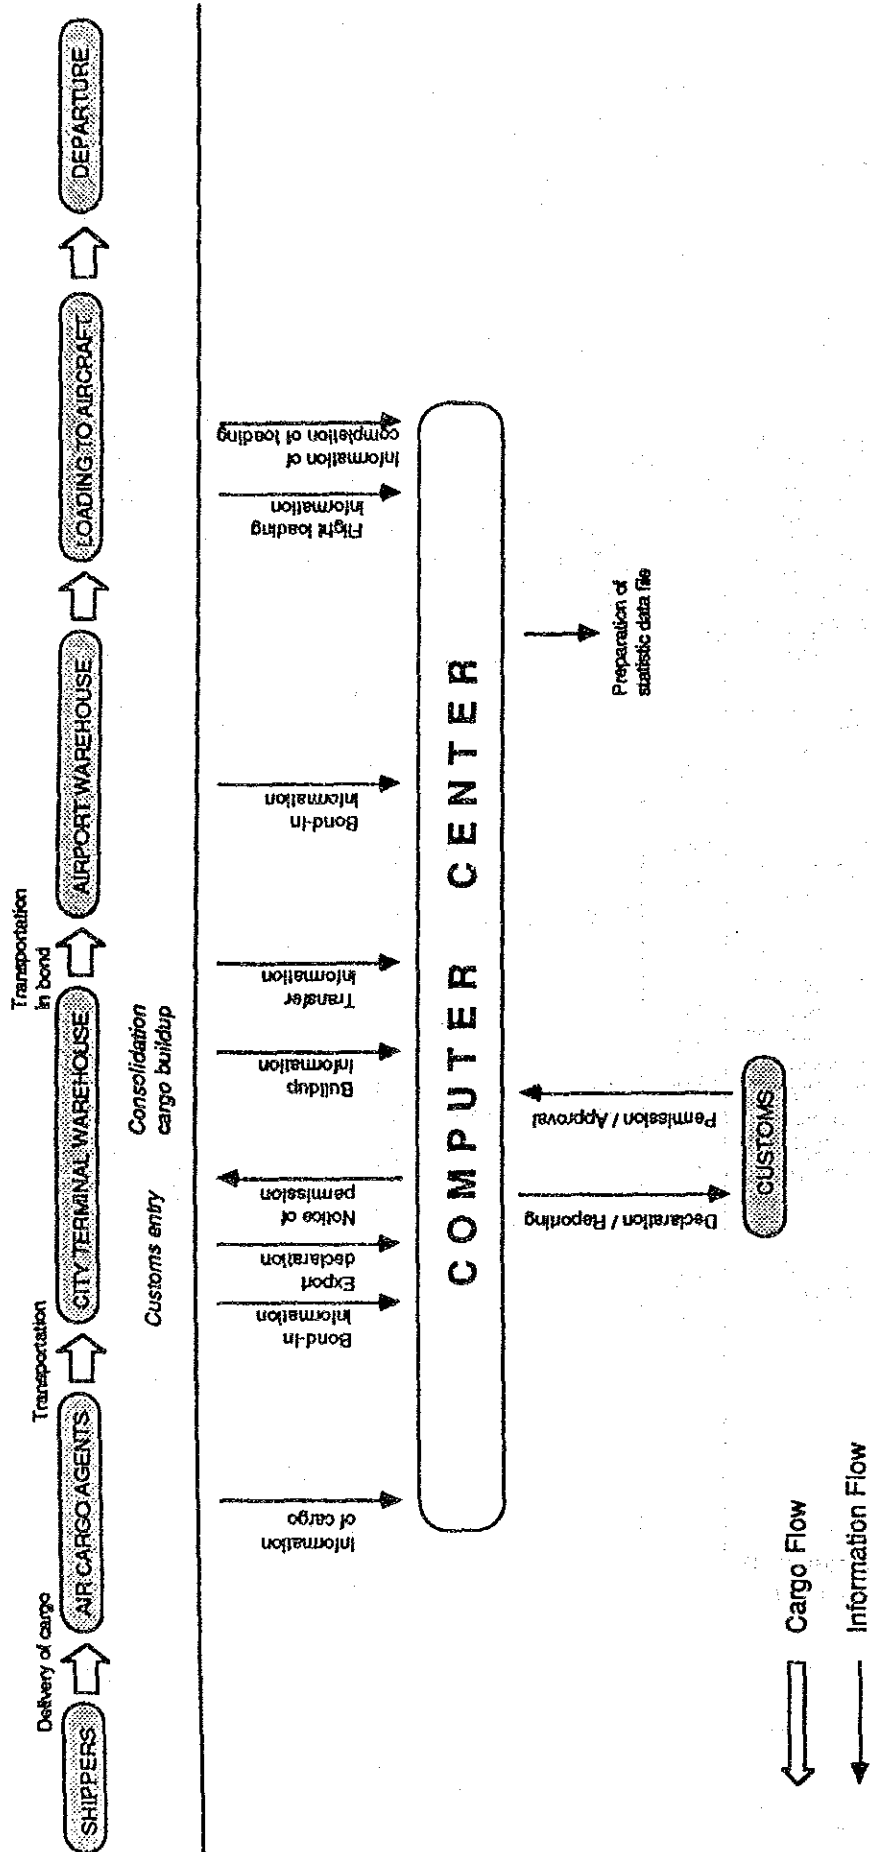 SHIPPERS
Delivery of cargo
AIR CARGO AGENTS
Transportation
CITY TERMINAL WAREHOUSE
Transportation
in bond
AIRPORT WAREHOUSE
LOADING TO AIRCRAFT
DEPARTURE
Customs entry
Consolidation
cargo buildup
Information
of cargo
Bond-In
Information
Export
declaration
Notice of
permission
Buildup
Information
Transfer
Information
Bond-In
Information
Flight loading
Information
Information of
completion of loading
COMPUTER CENTER
Declaration / Reporting
Permission / Approval
Preparation of
statistic data file
CUSTOMS
Cargo Flow
Information Flow